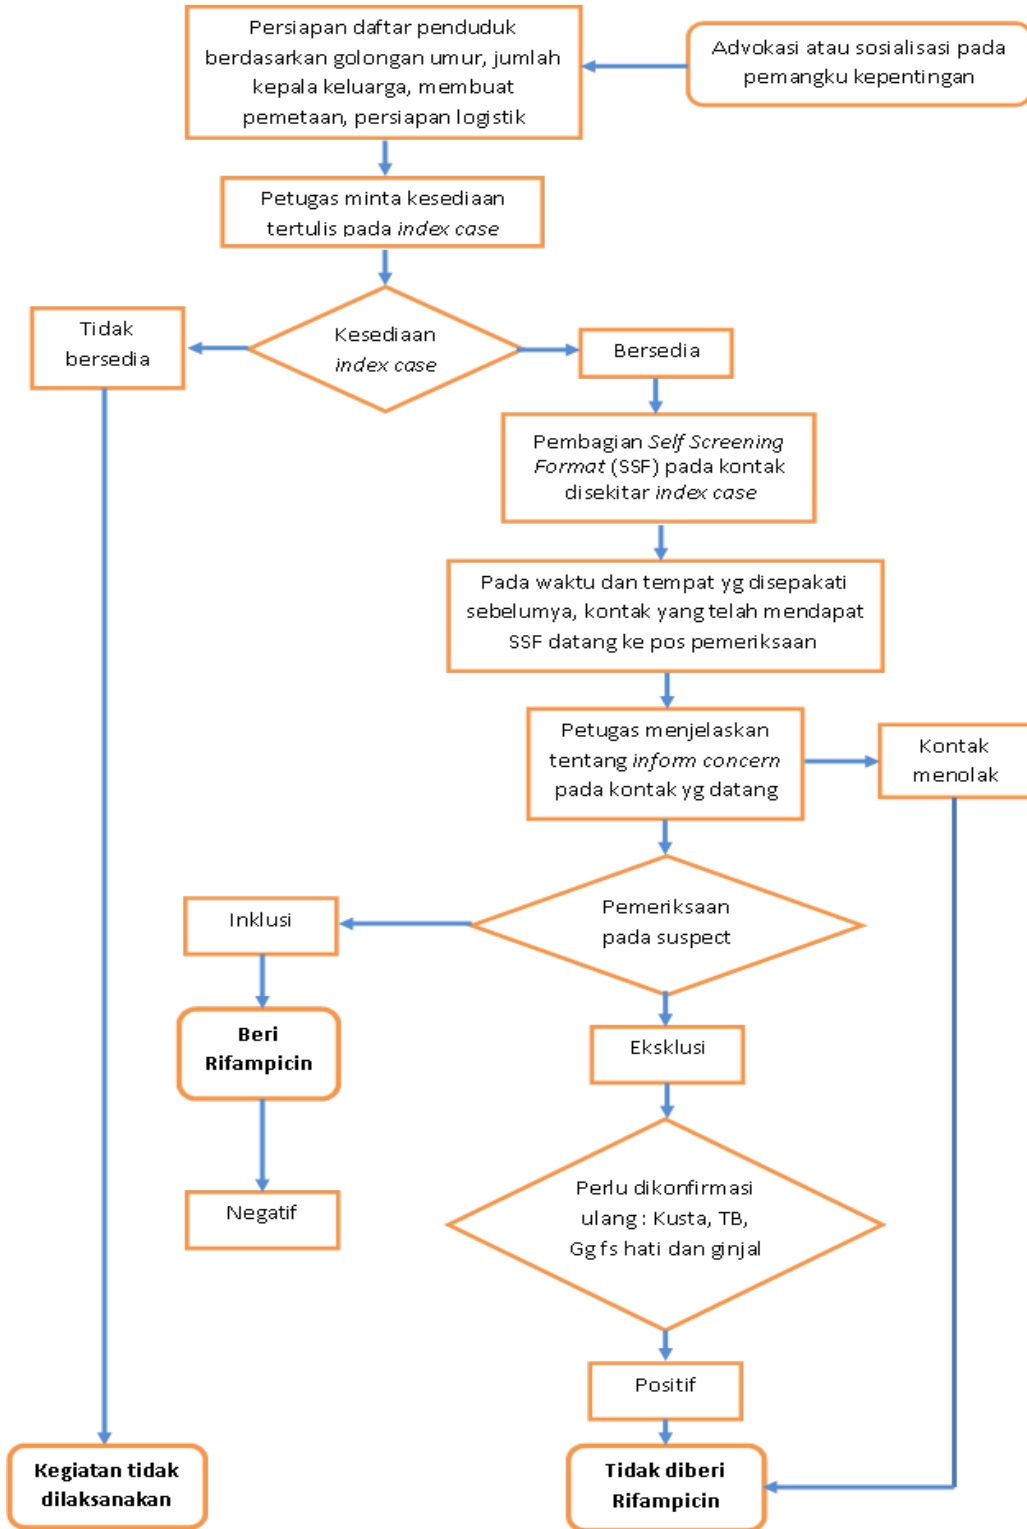 Persiapan daftar penduduk
berdasarkan golongan umur, jumlah
kepala keluarga, membuat
pemetaan, persiapan logistik
Advokasi atau sosialisasi pada
pemangku kepentingan
Petugas minta kesediaan
tertulis pada index case
Tidak
bersedia
Kesediaan
index case
Bersedia
Pembagian Self Screening
Format (SSF) pada kontak
disekitar index case
Pada waktu dan tempat yg disepakati
sebelumya, kontak yang telah mendapat
SSF datang ke pos pemeriksaan
Petugas menjelaskan
tentang inform concern
pada kontak yg datang
Kontak
menolak
Pemeriksaan
pada suspect
Inklusi
Beri
Rifampicin
Eksklusi
Negatif
Perlu dikonfirmasi
ulang : Kusta, TB,
Gg fs hati dan ginjal
Positif
Kegiatan tidak
dilaksanakan
Tidak diberi
Rifampicin